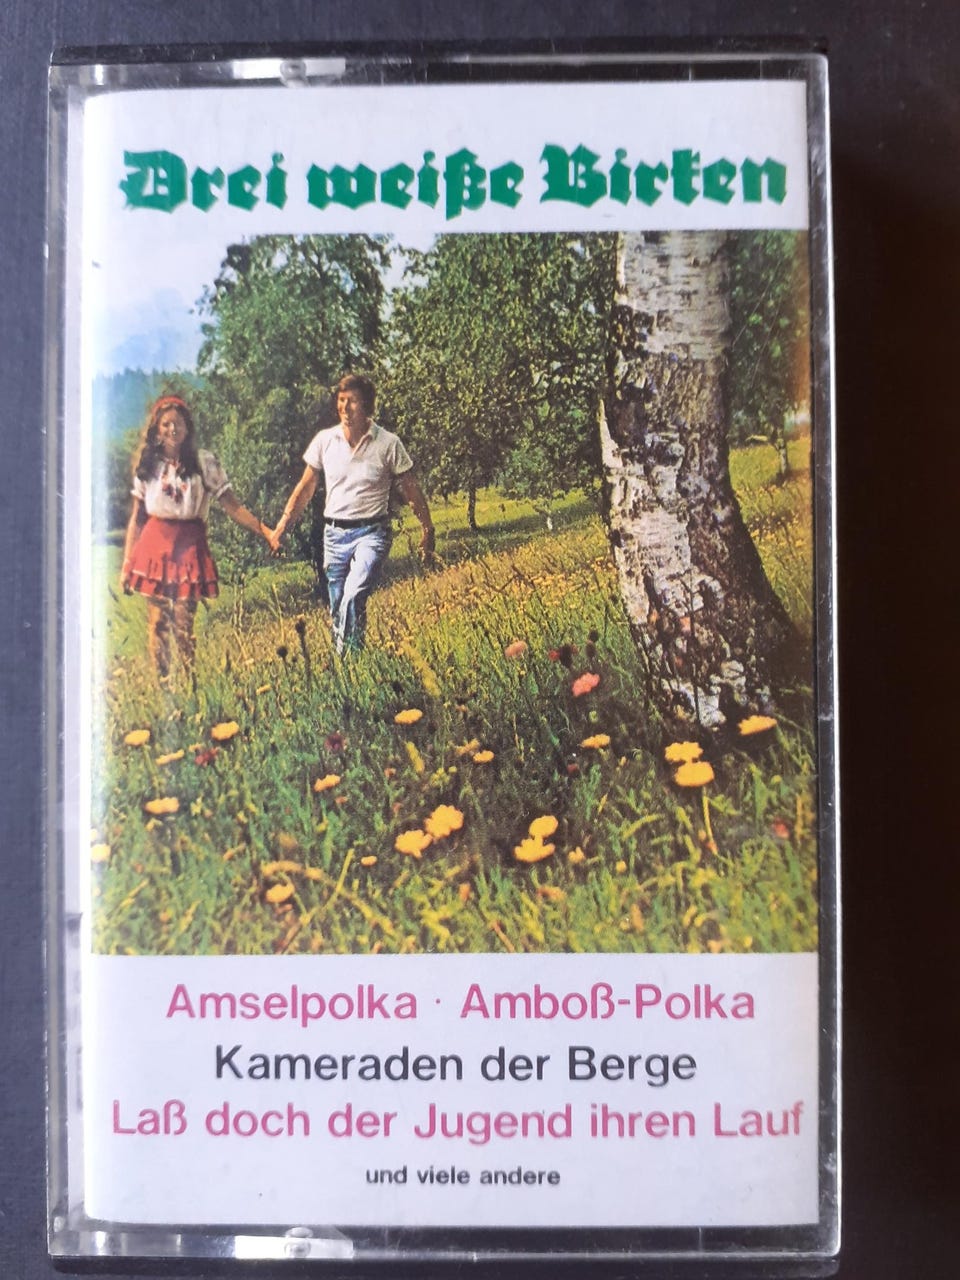 Drei weiße Birken
Amselpolka · Amboß-Polka
Kameraden der Berge
Laß doch der Jugend ihren Lauf
und viele andere